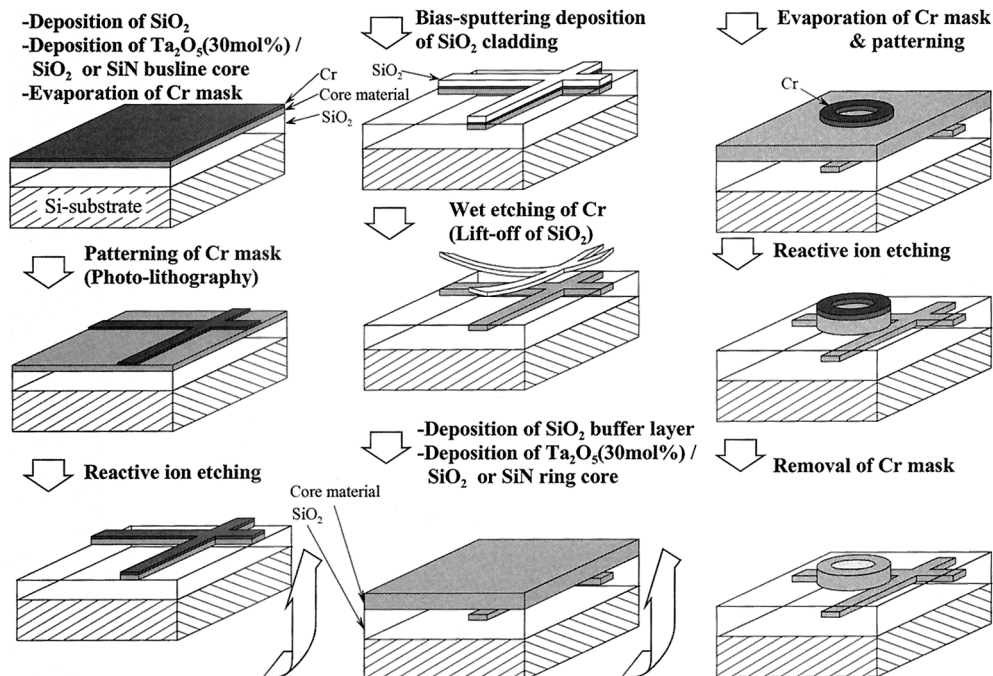 -Deposition of SiO₂
-Deposition of Ta₂O₅(30mol%) /
SiO₂ or SiN busline core
-Evaporation of Cr mask
Cr
Core material
SiO₂
Si-substrate
Patterning of Cr mask
(Photo-lithography)
Reactive ion etching
Bias-sputtering deposition
of SiO₂ cladding
SiO₂
Wet etching of Cr
(Lift-off of SiO₂)
-Deposition of SiO₂ buffer layer
-Deposition of Ta₂O₅(30mol%) /
SiO₂ or SiN ring core
Core material
SiO₂
Evaporation of Cr mask
& patterning
Cr
Reactive ion etching
Removal of Cr mask